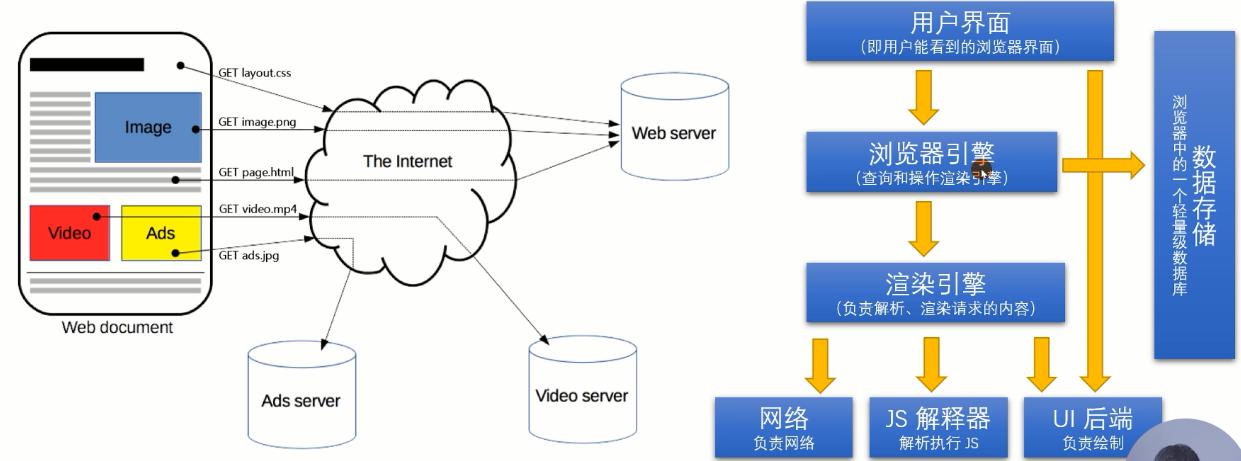 GET layout.css
GET image.png
Image
The Internet
Web server
GET page.html
GET video.mp4
Video
Ads
GET ads.jpg
Web document
Ads server
Video server
用户界面
（即用户能看到的浏览器界面）
浏览器引擎
（查询和操作渲染引擎）
渲染引擎
（负责解析、渲染请求的内容）
网络
负责网络
JS 解释器
解析执行 JS
UI 后端
负责绘制
数据存储
浏览器中的一个轻量级数据库